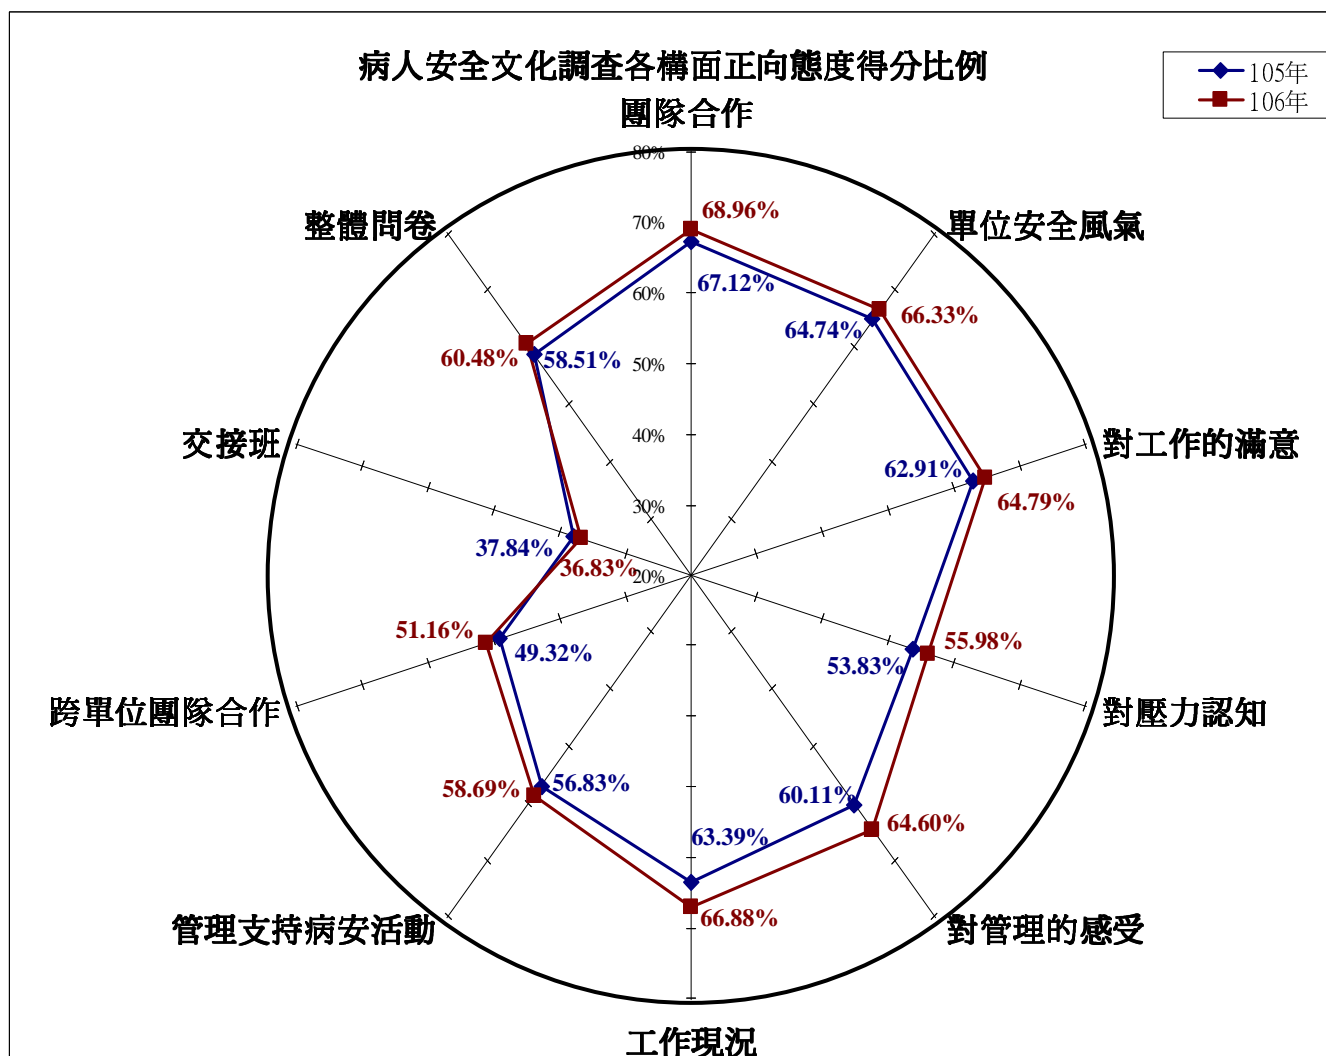 病人安全文化調查各構面正向態度得分比例
105年
106年
團隊合作
80%
70%
60%
50%
40%
30%
20%
68.96%
67.12%
單位安全風氣
64.74%
66.33%
對工作的滿意
62.91%
64.79%
對壓力認知
53.83%
55.98%
對管理的感受
60.11%
64.60%
工作現況
63.39%
66.88%
管理支持病安活動
58.69%
56.83%
跨單位團隊合作
51.16%
49.32%
交接班
37.84%
36.83%
整體問卷
60.48%
58.51%